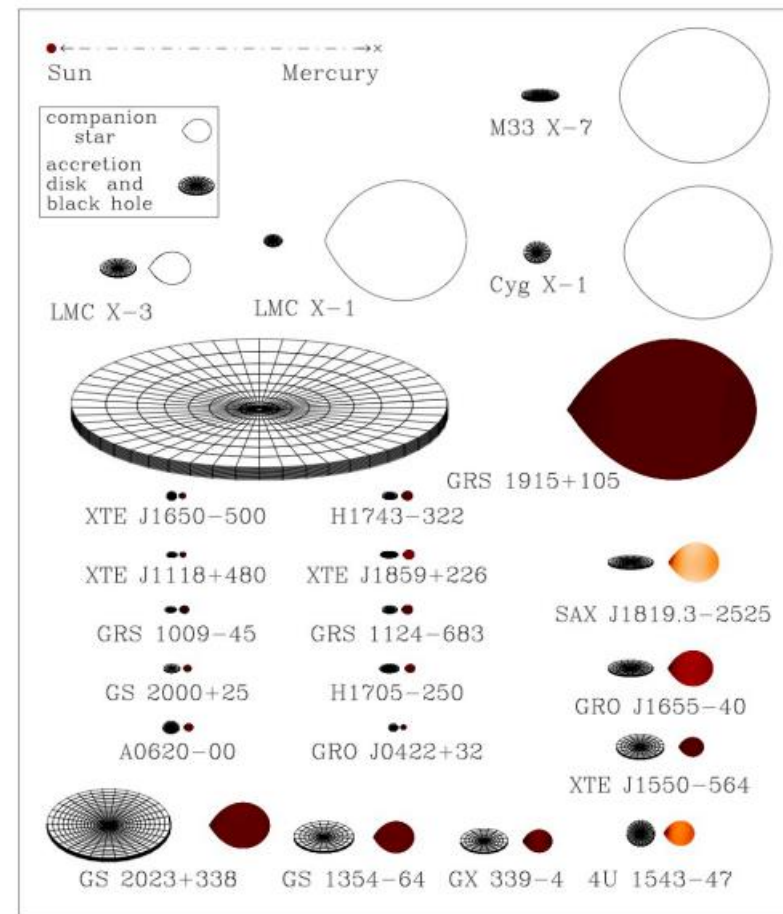 Sun Mercury
companion
star
accretion
disk and
black hole
M33 X-7
LMC X-3
LMC X-1
Cyg X-1
GRS 1915+105
XTE J1650-500
H1743-322
XTE J1118+480
XTE J1859+226
SAX J1819.3-2525
GRS 1009-45
GRS 1124-683
GS 2000+25
H1705-250
GRO J1655-40
A0620-00
GRO J0422+32
XTE J1550-564
GS 2023+338
GS 1354-64
GX 339-4
4U 1543-47